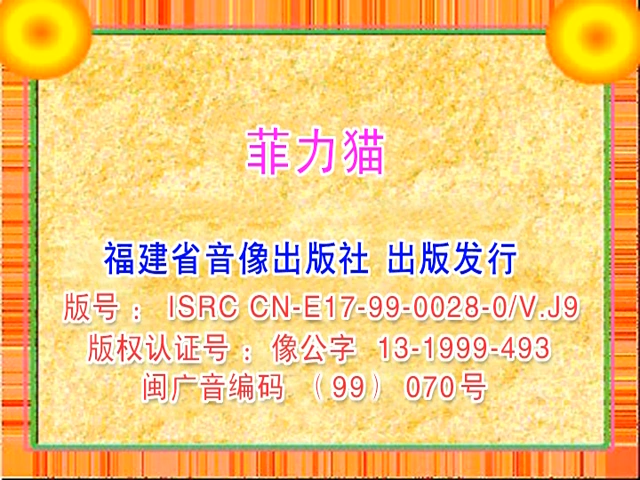 菲力猫
福建省音像出版社 出版发行
版号： ISRC CN-E17-99-0028-0/V.J9
版权认证号：像公字 13-1999-493
闽广音编码（99）070号